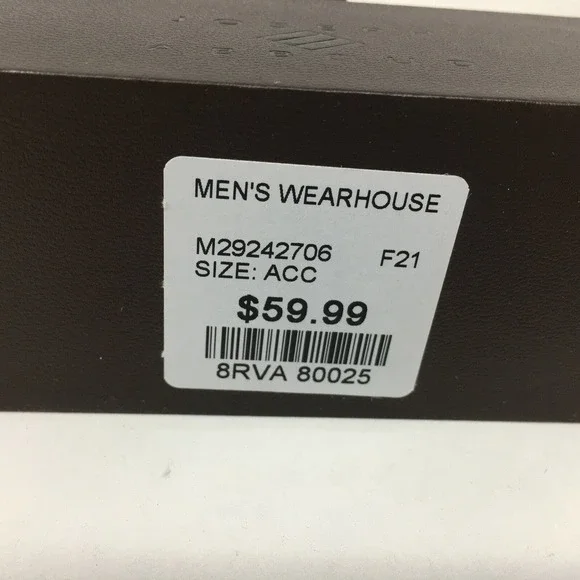 MEN'S WEARHOUSE
M29242706 F21
SIZE: ACC
$59.99
8RVA 80025